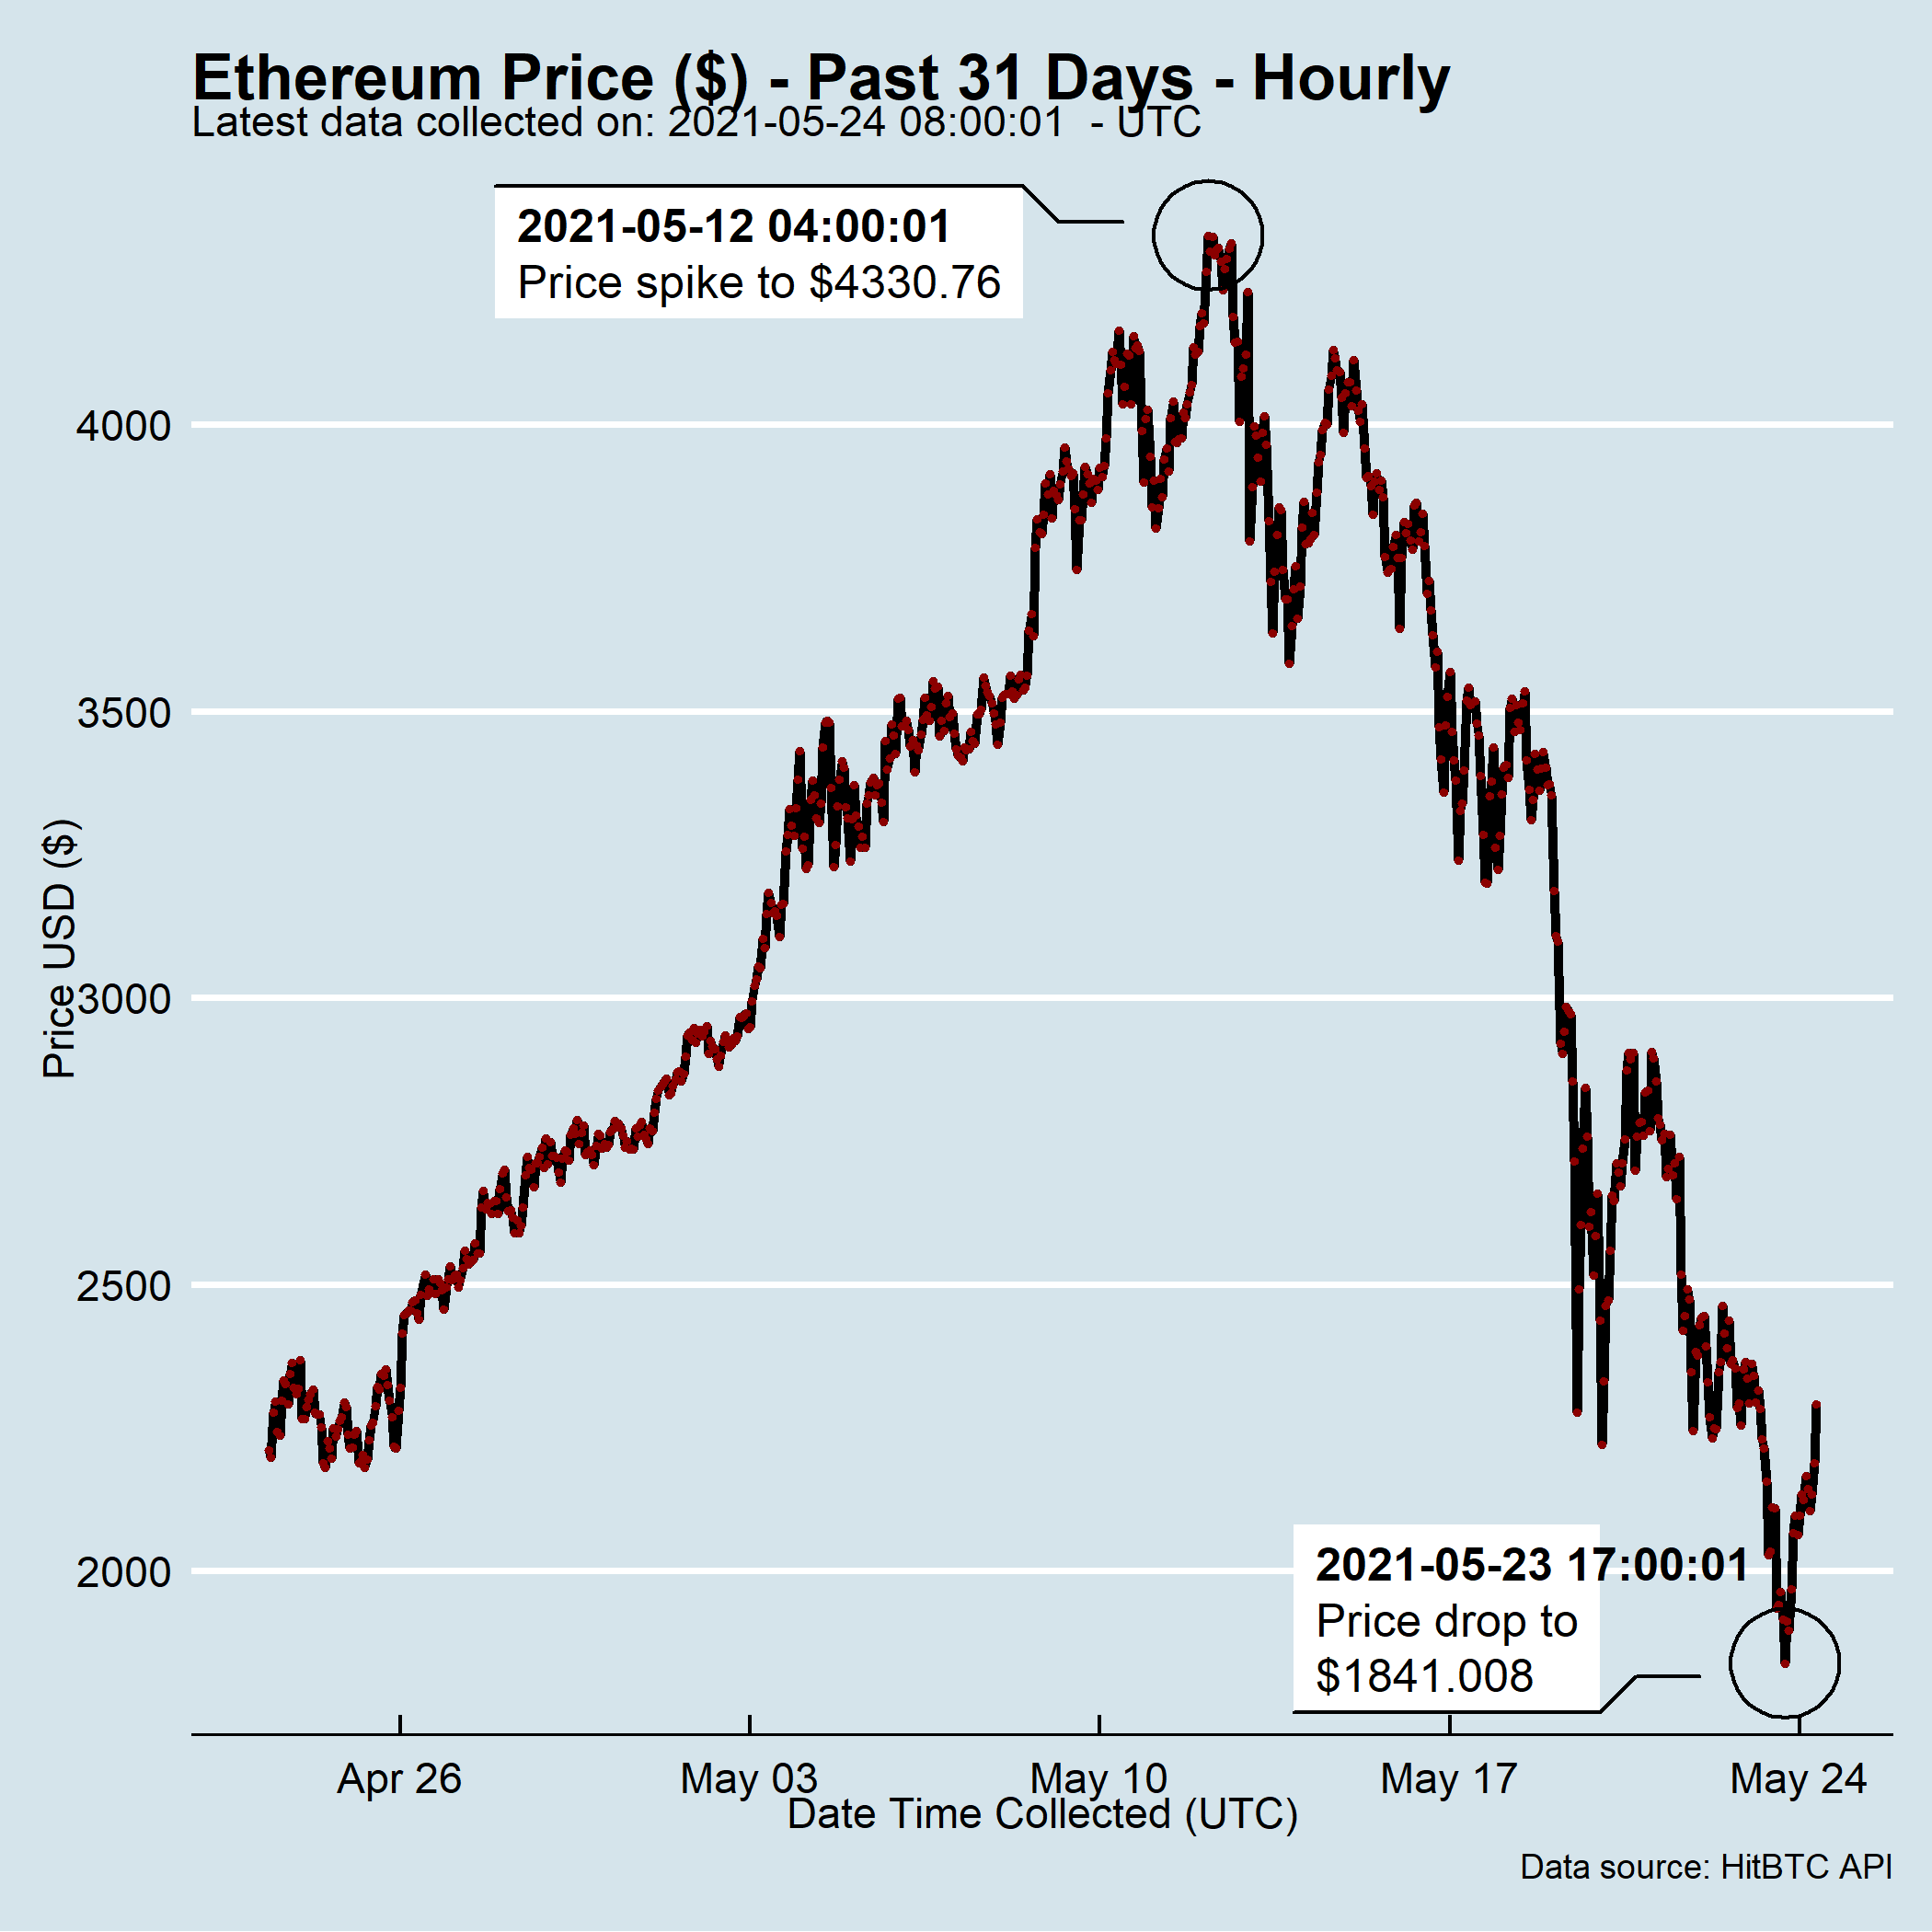 Ethereum Price ($) - Past 31 Days - Hourly
Latest data collected on: 2021-05-24 08:00:01  - UTC
2021-05-12 04:00:01
Price spike to $4330.76
4000
3500
3000
2500
2000
Price USD ($)
2021-05-23 17:00:01
Price drop to
$1841.008
Apr 26
May 03
May 10
May 17
May 24
Date Time Collected (UTC)
Data source: HitBTC API